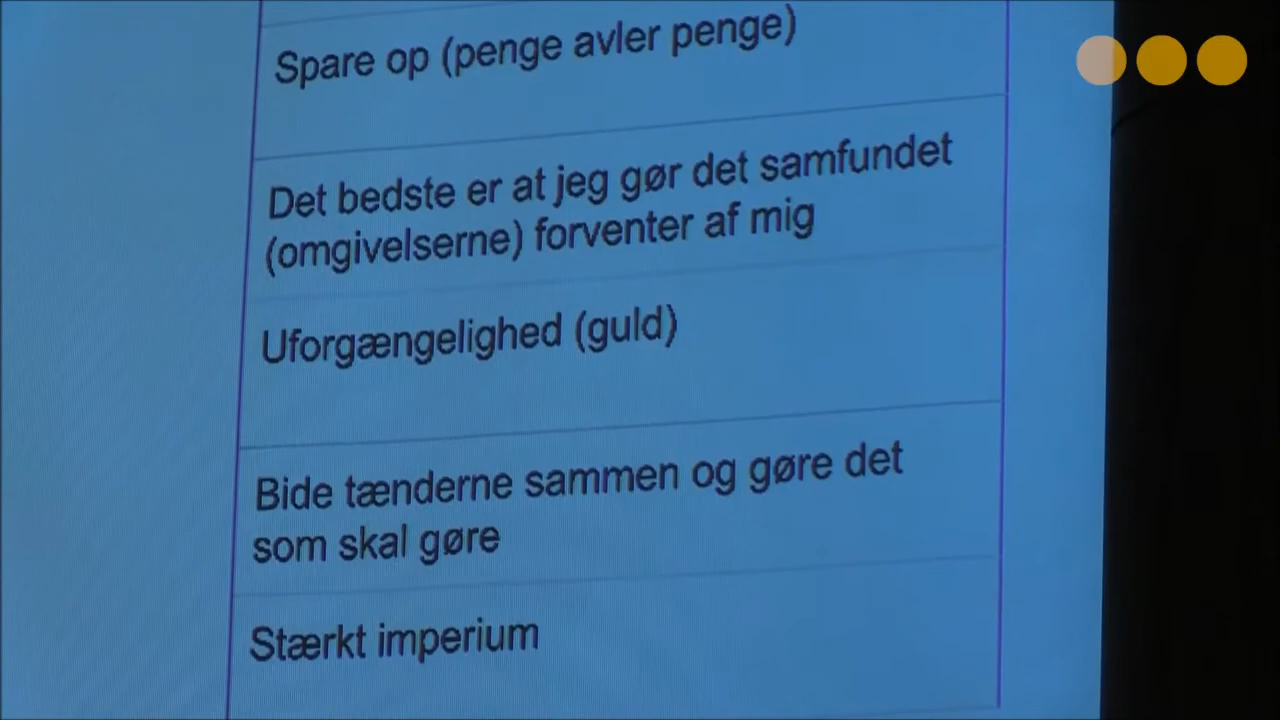 Spare op (penge avler penge)
Det bedste er at jeg gør det samfundet
(omgivelserne) forventer af mig
Uforgængelighed (guld)
Bide tænderne sammen og gøre det
som skal gøre
Stærkt imperium